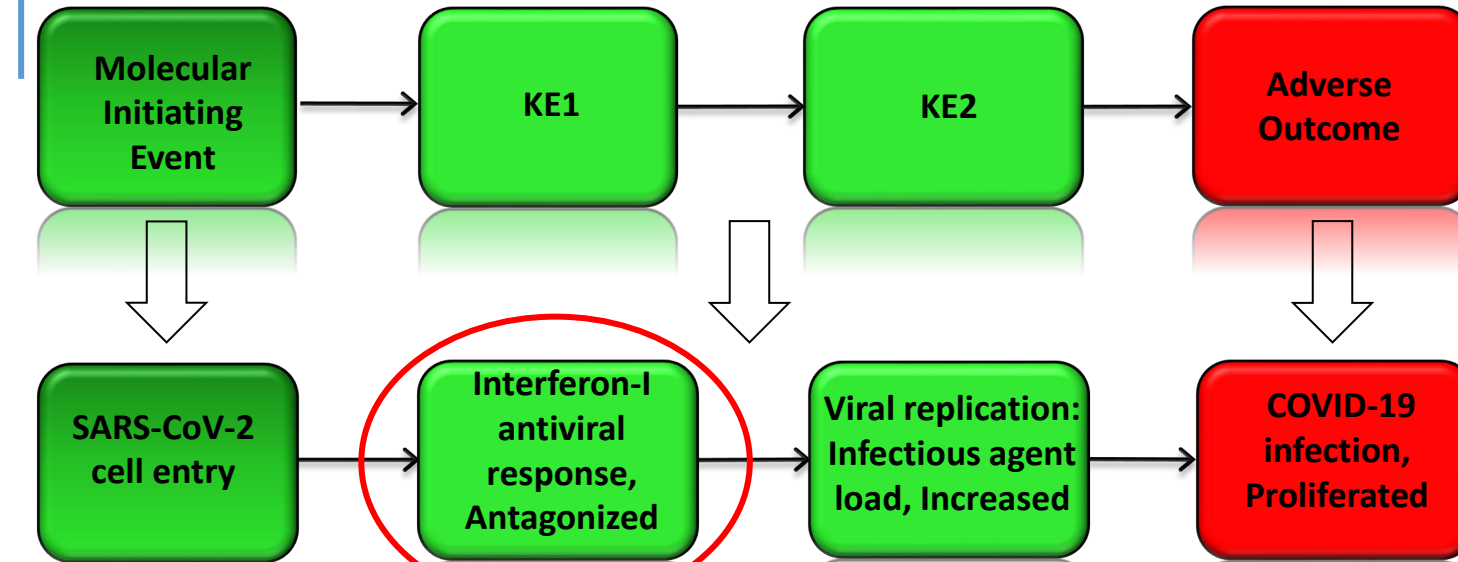 Molecular
Initiating
Event
KE1
KE2
Adverse
Outcome
SARS-CoV-2
cell entry
Interferon-I
antiviral
response,
Antagonized
Viral replication:
Infectious agent
load, Increased
COVID-19
infection,
Proliferated